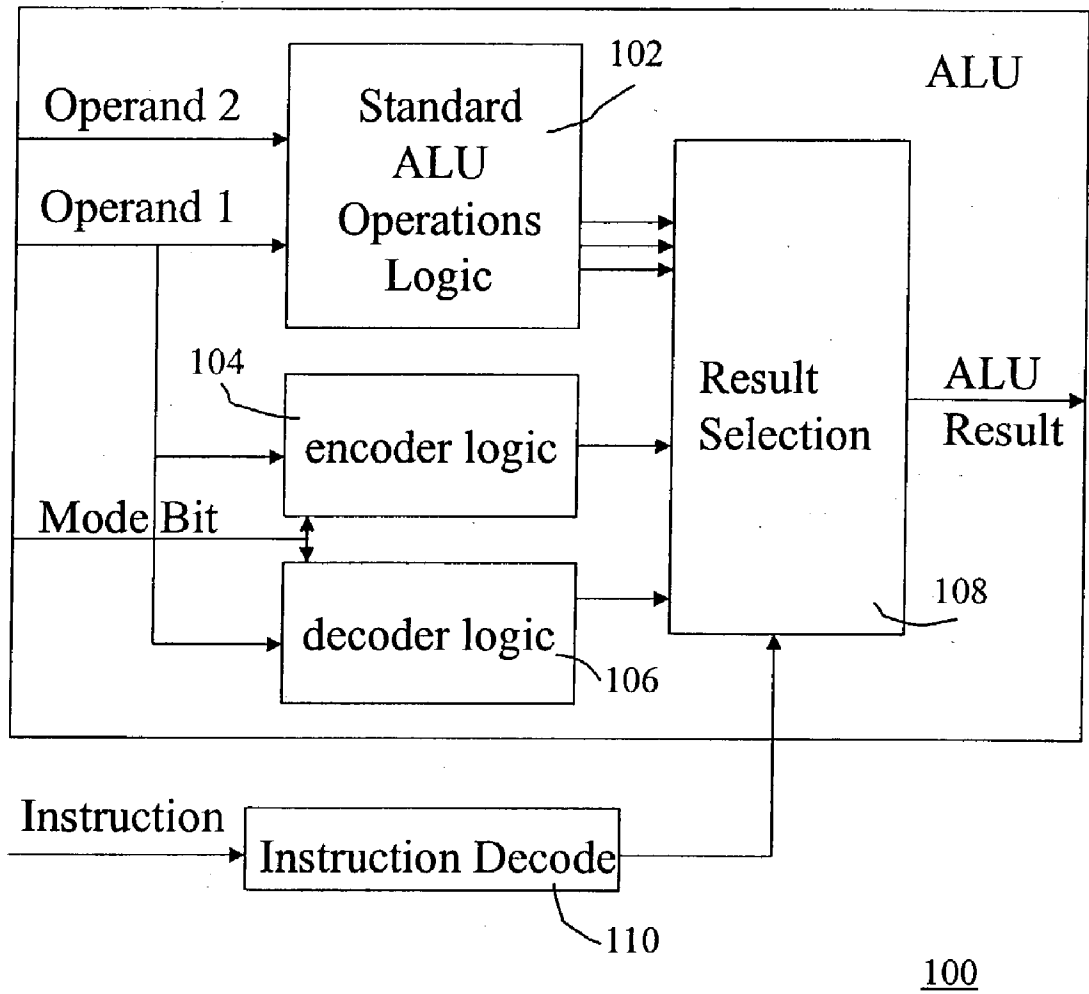 102
ALU
Operand 2
Standard
ALU
Operations
Logic
Operand 1
104
encoder logic
Result
Selection
ALU
Result
Mode Bit
decoder logic
106
108
Instruction
Instruction Decode
110
100